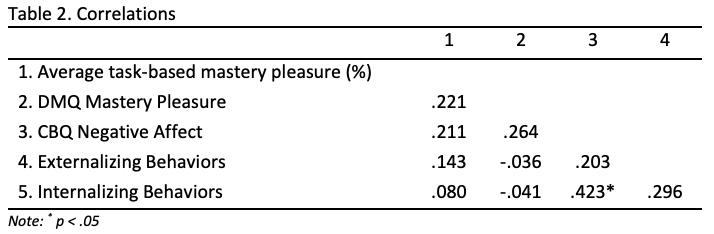 Table 2. Correlations
1 2 3 4
1. Average task-based mastery pleasure (%)
2. DMQ Mastery Pleasure .221
3. CBQ Negative Affect .211 .264
4. Externalizing Behaviors .143 -.036 .203
5. Internalizing Behaviors .080 -.041 .423* .296
Note: * p < .05